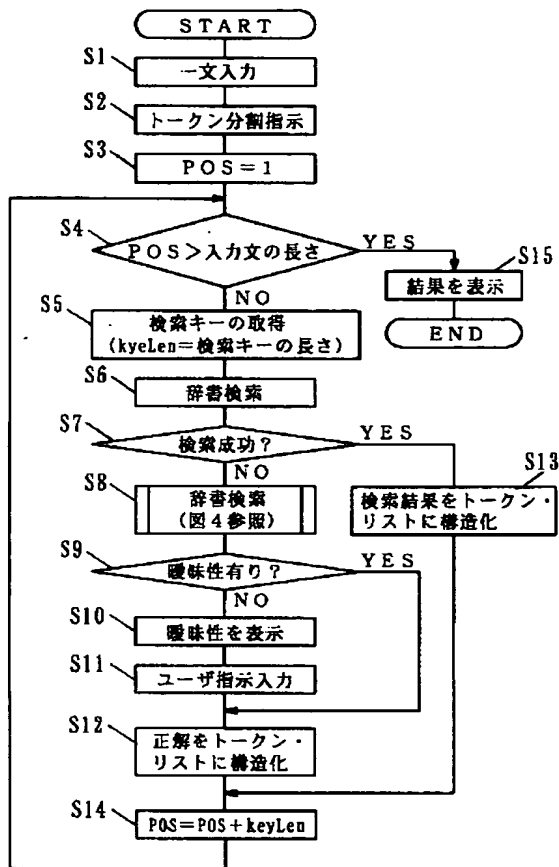 START
S1
一文入力
S2
トークン分割指示
S3
POS=1
S4
POS>入力文の長さ
YES
S15
結果を表示
END
NO
S5
検索キーの取得
(kyeLen=検索キーの長さ)
S6
辞書検索
S7
検索成功?
YES
NO
S13
検索結果をトークン・
リストに構造化
S8
辞書検索
(図4参照)
S9
曖昧性有り?
YES
NO
S10
曖昧性を表示
S11
ユーザ指示入力
S12
正解をトークン・
リストに構造化
S14
POS=POS+keyLen